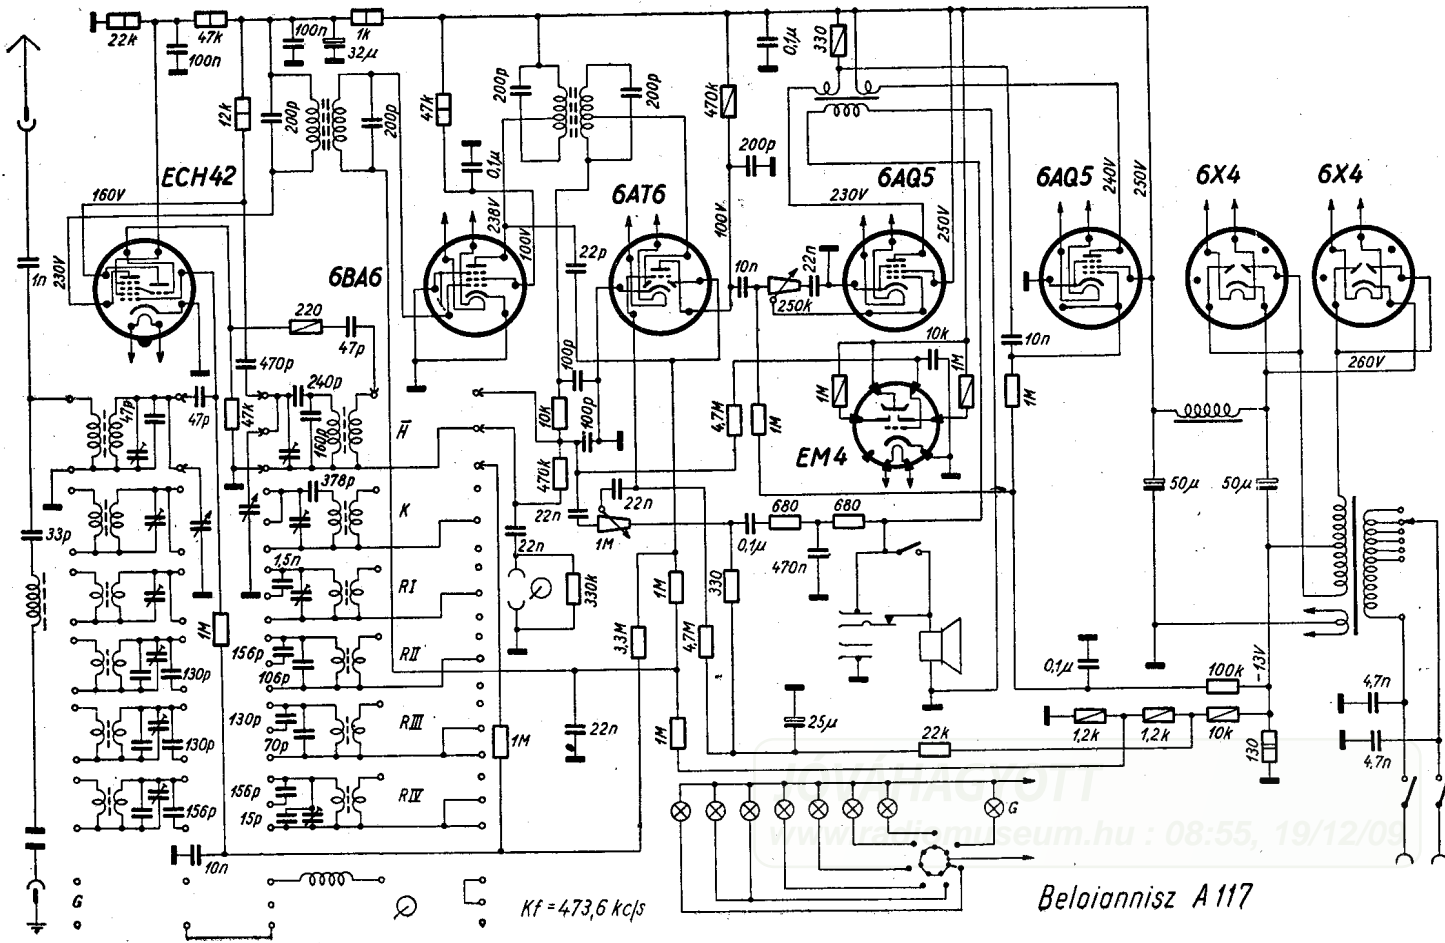 22k
47k
100n
100n
32µ
1k
12k
200p
200p
47k
0,1µ
200p
200p
470k
200p
0,1µ
330
ECH42
160V
230V
1n
6BA6
220
47p
470p
238V
100V
22p
6AT6
100V
10n
250k
22n
6AQ5
230V
250V
10k
6AQ5
240V
250V
10n
6X4
6X4
260V
47p
47p
47k
240p
160p
H
100p
10k
100p
4,7M
1M
1M
1M
1M
EM4
378p
K
470k
22n
22n
1M
680
680
50µ
50µ
33p
1,5n
RI
22n
330k
0,1µ
330
470n
1M
1M
156p
106p
RII
130p
3,3M
4,7M
0,1µ
100k
-13V
4,7n
130p
70p
RIII
130p
1M
22n
1M
25µ
22k
1,2k
1,2k
10k
130
4,7n
156p
15p
RIV
156p
G
JÓVÁHAGYOTT
www.radiomuseum.hu : 08:55, 19/12/09
10n
G
Kf = 473,6 kc/s
Beloiannisz A 117